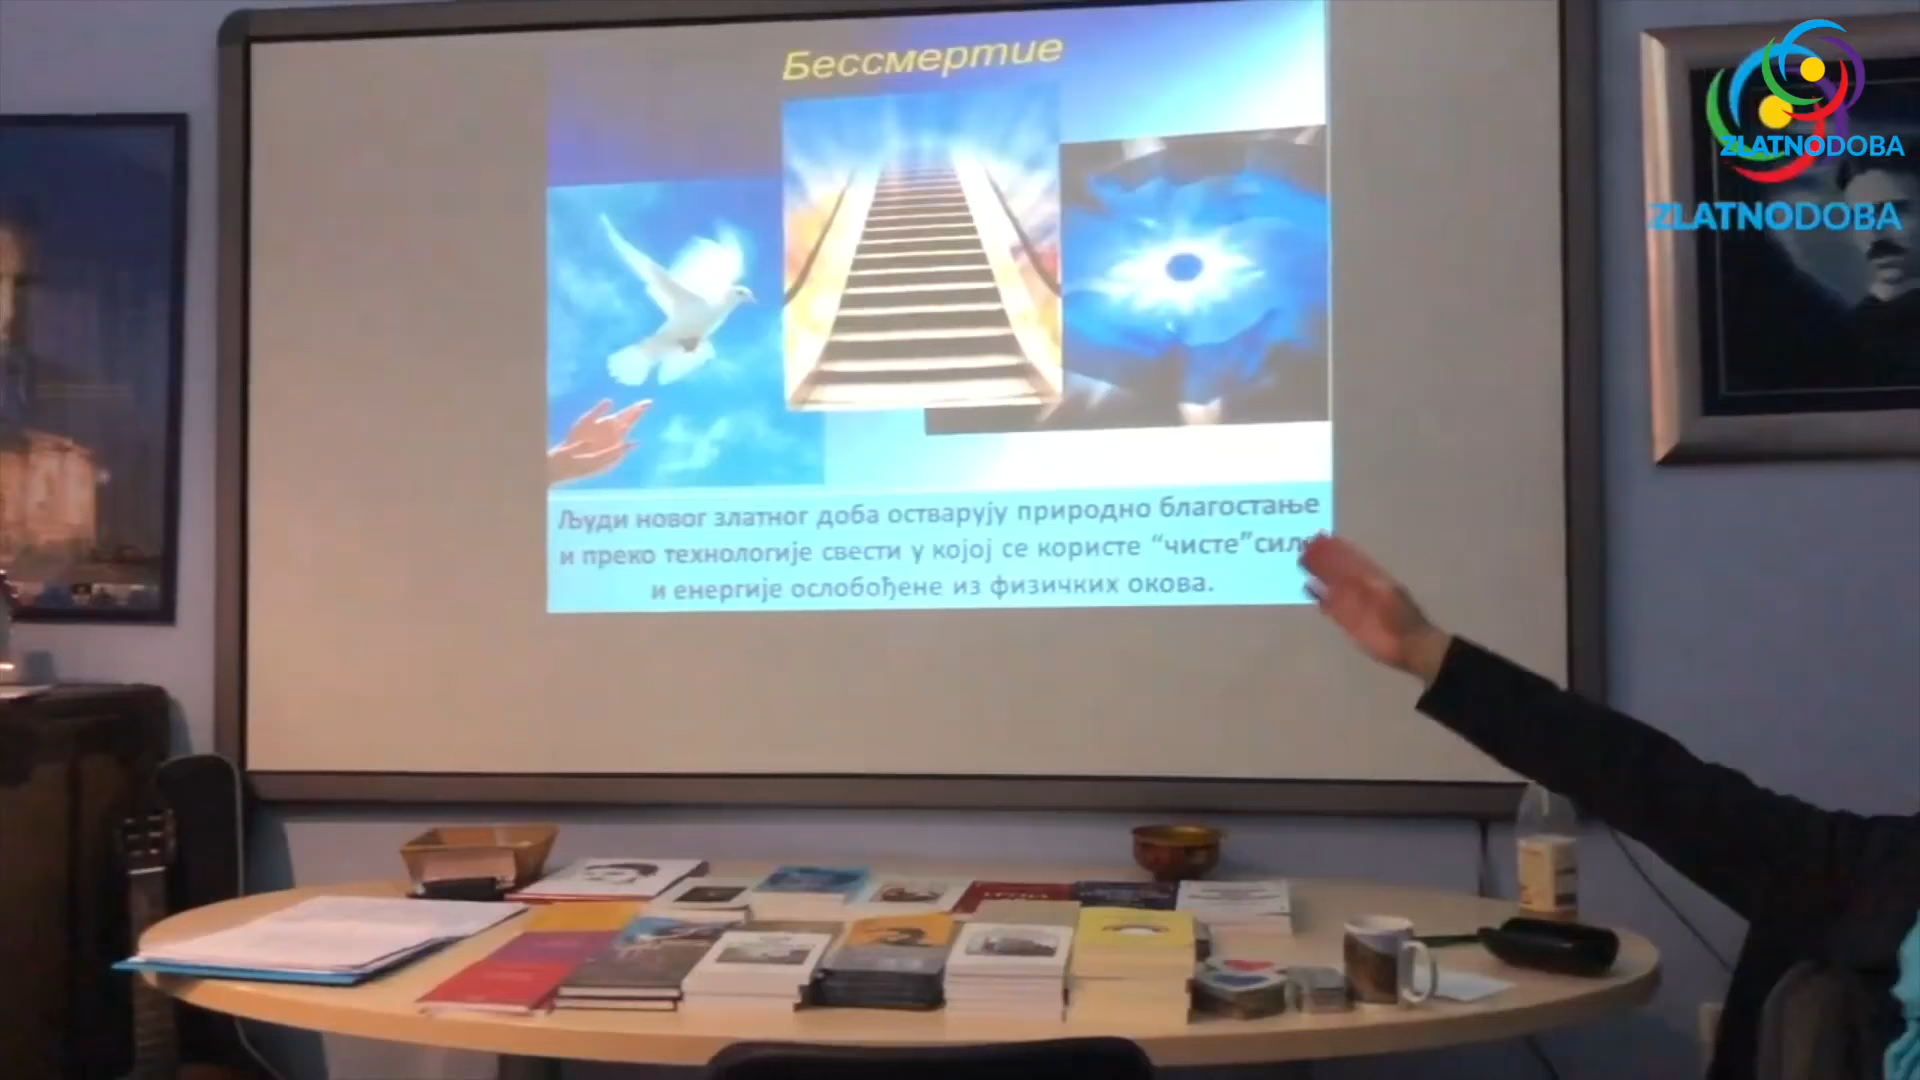 Бессмертие
ZLATNODOBA
ZLATNODOBA
Људи новог златног доба остварују природно благостање
и преко технологије свести у којој се користе “чисте”
и енергије ослобођене из физичких окова.